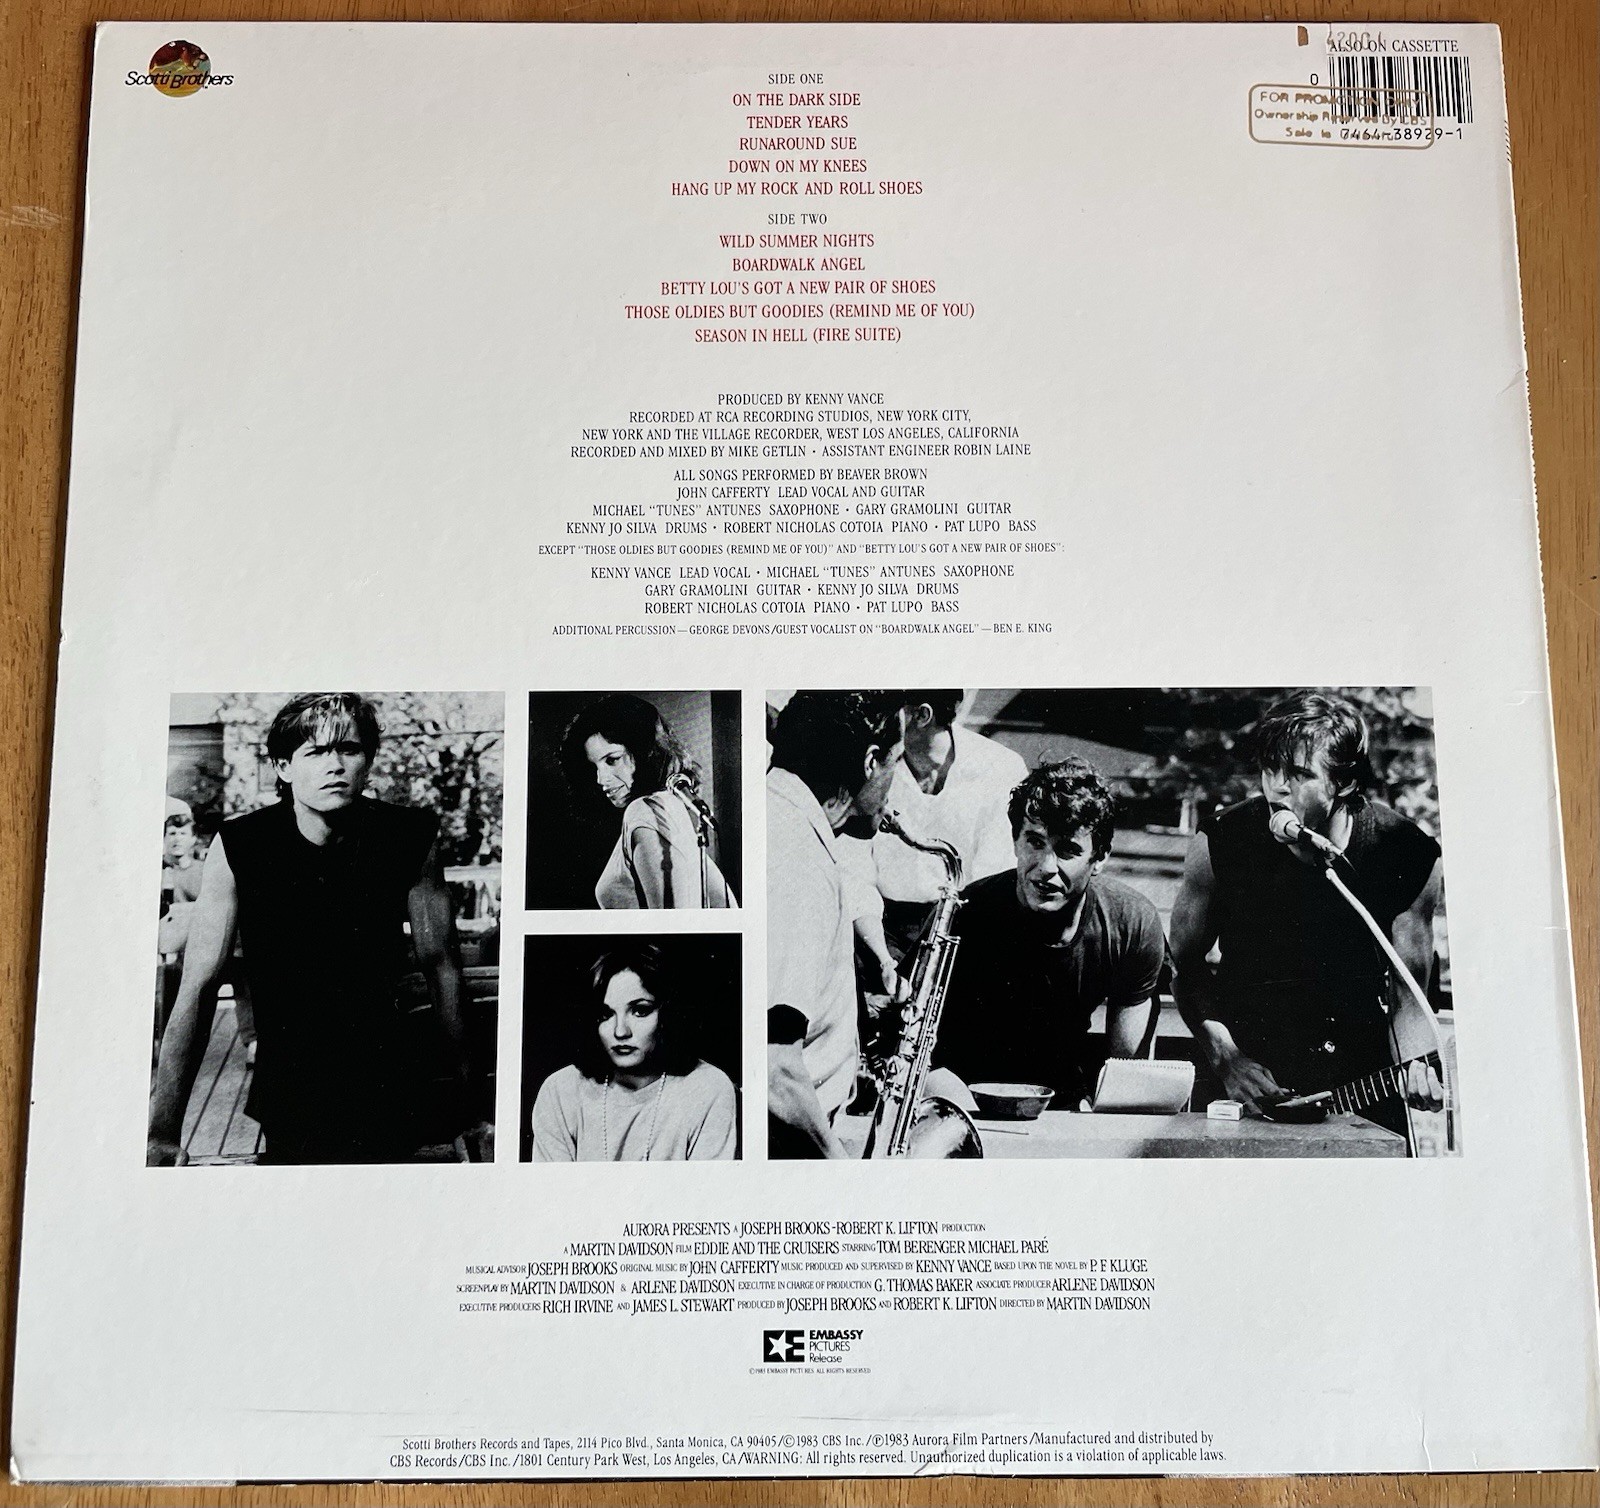 Scotti Brothers
ALSO ON CASSETTE
0
7464-38929-1
FOR PROMOTION ONLY
Ownership Reserved By CBS
Sale is
SIDE ONE
ON THE DARK SIDE
TENDER YEARS
RUNAROUND SUE
DOWN ON MY KNEES
HANG UP MY ROCK AND ROLL SHOES
SIDE TWO
WILD SUMMER NIGHTS
BOARDWALK ANGEL
BETTY LOU'S GOT A NEW PAIR OF SHOES
THOSE OLDIES BUT GOODIES (REMIND ME OF YOU)
SEASON IN HELL (FIRE SUITE)
PRODUCED BY KENNY VANCE
RECORDED AT RCA RECORDING STUDIOS, NEW YORK CITY,
NEW YORK AND THE VILLAGE RECORDER, WEST LOS ANGELES, CALIFORNIA
RECORDED AND MIXED BY MIKE GETLIN • ASSISTANT ENGINEER ROBIN LAINE
ALL SONGS PERFORMED BY BEAVER BROWN
JOHN CAFFERTY LEAD VOCAL AND GUITAR
MICHAEL "TUNES" ANTUNES SAXOPHONE • GARY GRAMOLINI GUITAR
KENNY JO SILVA DRUMS • ROBERT NICHOLAS COTOIA PIANO • PAT LUPO BASS
EXCEPT "THOSE OLDIES BUT GOODIES (REMIND ME OF YOU)" AND "BETTY LOU'S GOT A NEW PAIR OF SHOES":
KENNY VANCE LEAD VOCAL • MICHAEL "TUNES" ANTUNES SAXOPHONE
GARY GRAMOLINI GUITAR • KENNY JO SILVA DRUMS
ROBERT NICHOLAS COTOIA PIANO • PAT LUPO BASS
ADDITIONAL PERCUSSION—GEORGE DEVONS/GUEST VOCALIST ON "BOARDWALK ANGEL"—BEN E. KING
AURORA PRESENTS A JOSEPH BROOKS-ROBERT K. LIFTON PRODUCTION
A MARTIN DAVIDSON FILM EDDIE AND THE CRUISERS STARRING TOM BERENGER MICHAEL PARÉ
MUSICAL ADVISOR JOSEPH BROOKS ORIGINAL MUSIC BY JOHN CAFFERTY MUSIC PRODUCED AND SUPERVISED BY KENNY VANCE BASED UPON THE NOVEL BY P. F. KLUGE
SCREENPLAY BY MARTIN DAVIDSON & ARLENE DAVIDSON EXECUTIVE IN CHARGE OF PRODUCTION G. THOMAS BAKER ASSOCIATE PRODUCER ARLENE DAVIDSON
EXECUTIVE PRODUCERS RICH IRVINE AND JAMES L. STEWART PRODUCED BY JOSEPH BROOKS AND ROBERT K. LIFTON DIRECTED BY MARTIN DAVIDSON
EMBASSY
PICTURES
Release
©1983 EMBASSY PICTURES. ALL RIGHTS RESERVED
Scotti Brothers Records and Tapes, 2114 Pico Blvd., Santa Monica, CA 90405/©1983 CBS Inc./℗1983 Aurora Film Partners/Manufactured and distributed by
CBS Records/CBS Inc./1801 Century Park West, Los Angeles, CA/WARNING: All rights reserved. Unauthorized duplication is a violation of applicable laws.